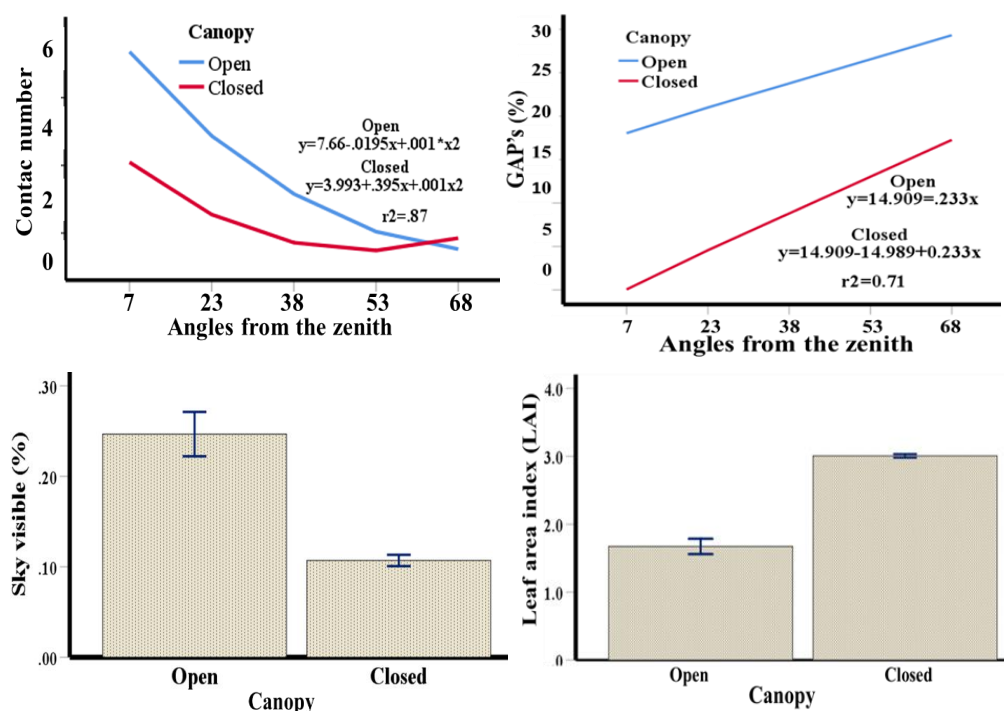 6
4
2
0
Contac number
Canopy
Open
Closed
Open
y=7.66-.0195x+.001*x2
Closed
y=3.993+.395x+.001x2
r2=.87
7 23 38 53 68
Angles from the zenith
30
25
20
15
10
5
0
GAP's (%)
Canopy
Open
Closed
Open
y=14.909=.233x
Closed
y=14.909-14.989+0.233x
r2=0.71
7 23 38 53 68
Angles from the zenith
.30
.20
.10
.00
Sky visible (%)
Open Closed
Canopy
4.0
3.0
2.0
1.0
0
Leaf area index (LAI)
Open Closed
Canopy